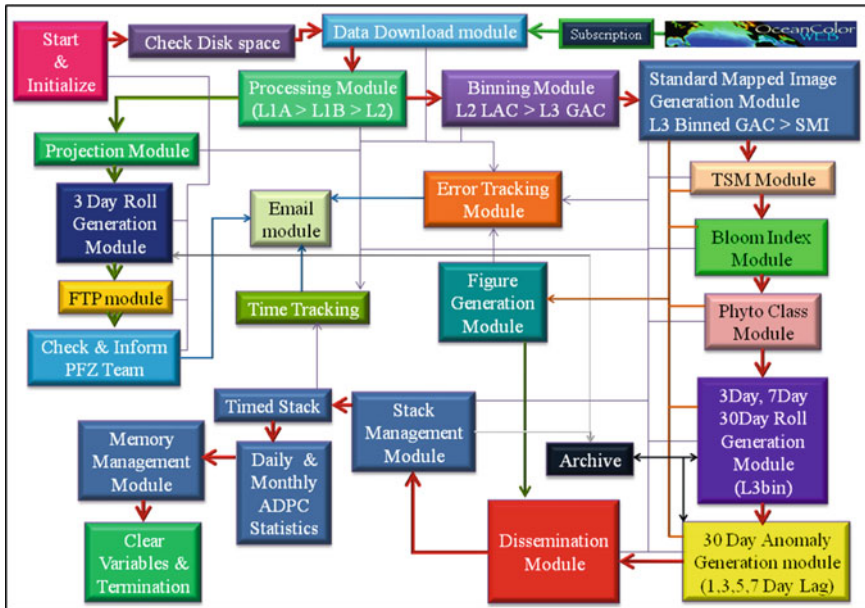 Start
&
Initialize
Check Disk space
Data Download module
Subscription
OceanColor
WEB
Processing Module
(L1A > L1B > L2)
Binning Module
L2 LAC > L3 GAC
Standard Mapped Image
Generation Module
L3 Binned GAC > SMI
Projection Module
TSM Module
3 Day Roll
Generation
Module
Email
module
Error Tracking
Module
Bloom Index
Module
FTP module
Time Tracking
Figure
Generation
Module
Phyto Class
Module
Check & Inform
PFZ Team
Timed Stack
Stack
Management
Module
3Day, 7Day
30Day Roll
Generation
Module
(L3bin)
Memory
Management
Module
Daily &
Monthly
ADPC
Statistics
Archive
Clear
Variables &
Termination
Dissemination
Module
30 Day Anomaly
Generation module
(1,3,5,7 Day Lag)